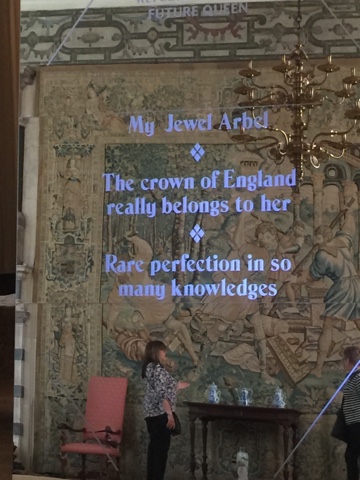 FUTURE QUEEN
My Jewel Arbel
The crown of England
really belongs to her
Rare perfection in so
many knowledges